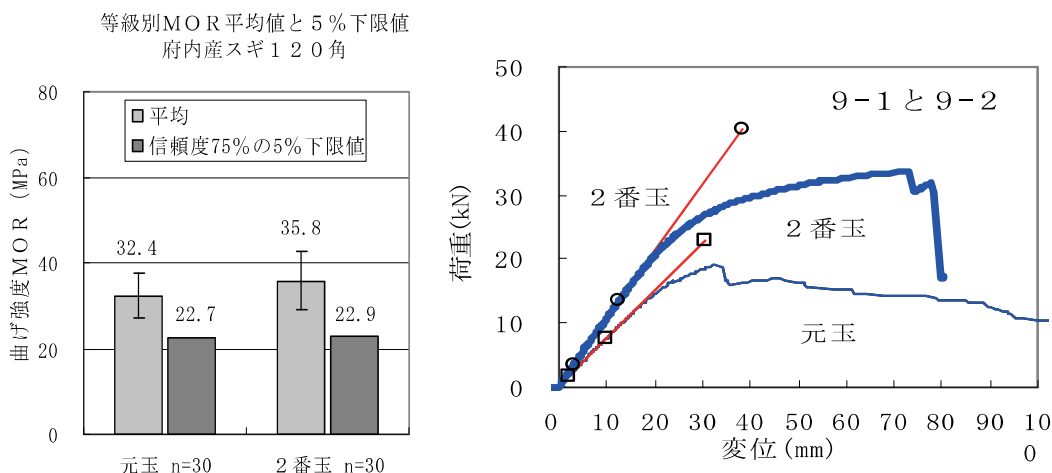 等級別ＭＯＲ平均値と５％下限値
府内産スギ１２０角
曲げ強度MOR (MPa)
80
60
40
20
0
平均
信頼度75%の5%下限値
32.4
22.7
35.8
22.9
元玉 n=30
２番玉 n=30
荷重(kN)
50
40
30
20
10
0
9-1と9-2
２番玉
２番玉
元玉
0
10
20
30
40
50
60
70
80
90
10
0
変位(mm)